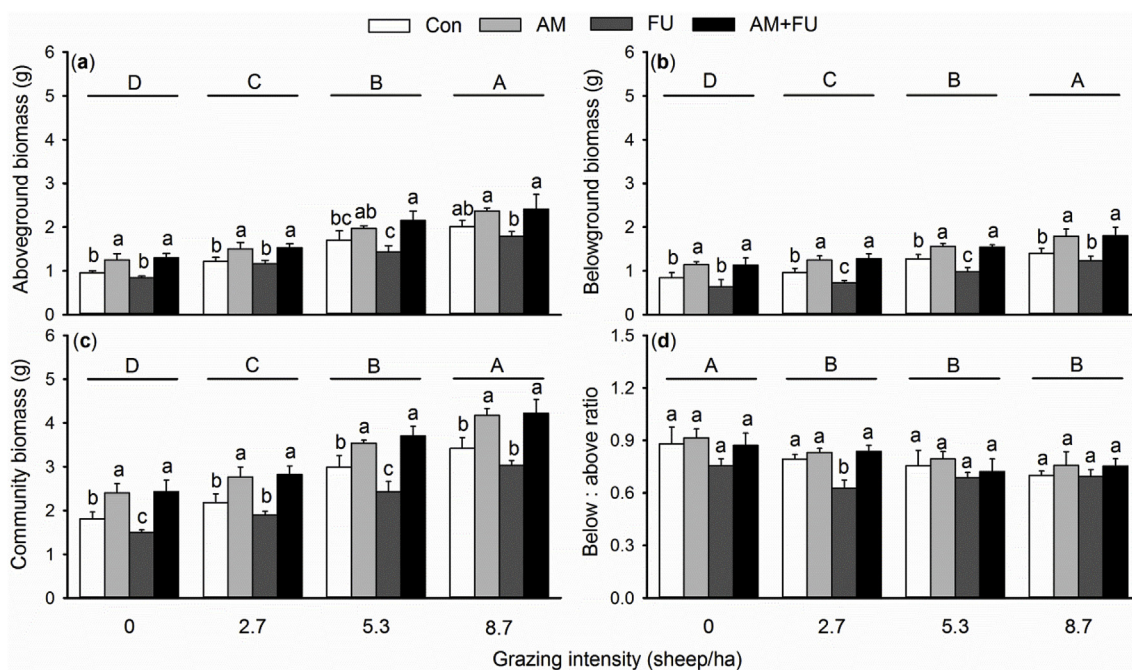 Con AM FU AM+FU
(a) (b)
Aboveground biomass (g)
6
5
4
3
2
1
0
D C B A
b a b a b a b a bc ab c a ab a b a
Belowground biomass (g)
6
5
4
3
2
1
0
D C B A
b a b a b a c a b a c a b a b a
(c) (d)
Community biomass (g)
6
5
4
3
2
1
0
D C B A
b a c a b a b a b a c a b a b a
0 2.7 5.3 8.7
Below : above ratio
1.5
1.2
0.9
0.6
0.3
0.0
A B B B
a a a a a a b a a a a a a a a a
0 2.7 5.3 8.7
Grazing intensity (sheep/ha)